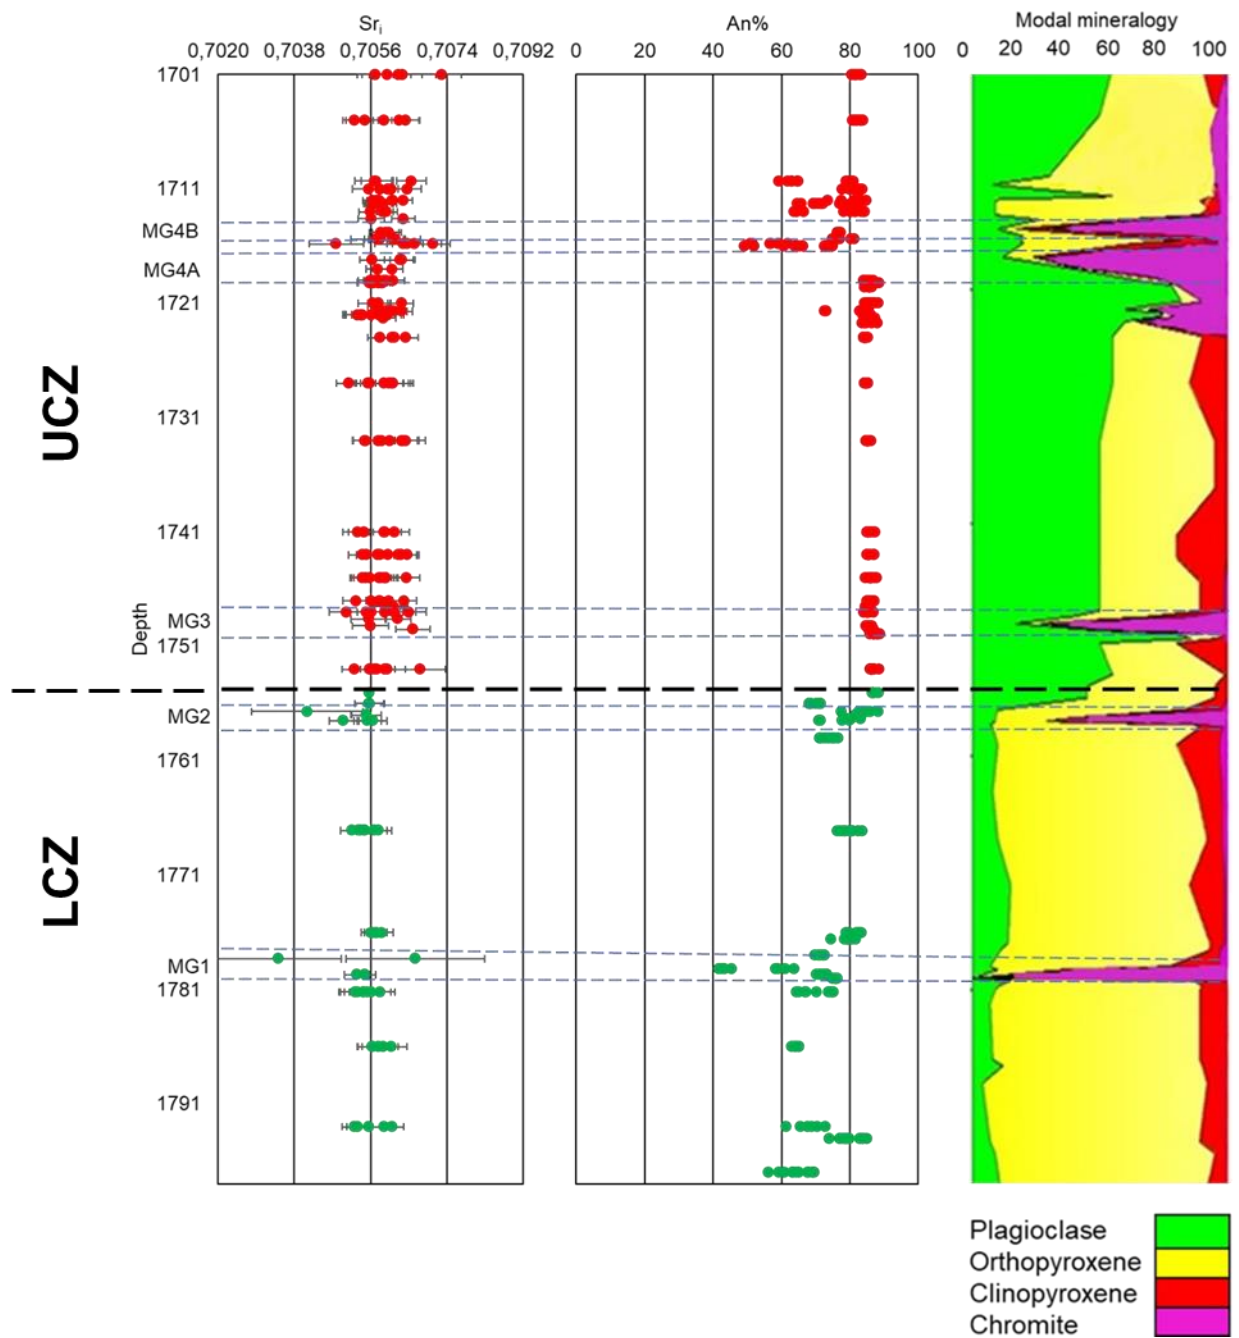 Sri
An%
Modal mineralogy
0,7020 0,7038 0,7056 0,7074 0,7092
0 20 40 60 80 100
0 20 40 60 80 100
1701
1711
MG4B
MG4A
1721
UCZ
1731
1741
Depth
MG3
1751
MG2
1761
LCZ
1771
MG1
1781
1791
Plagioclase
Orthopyroxene
Clinopyroxene
Chromite